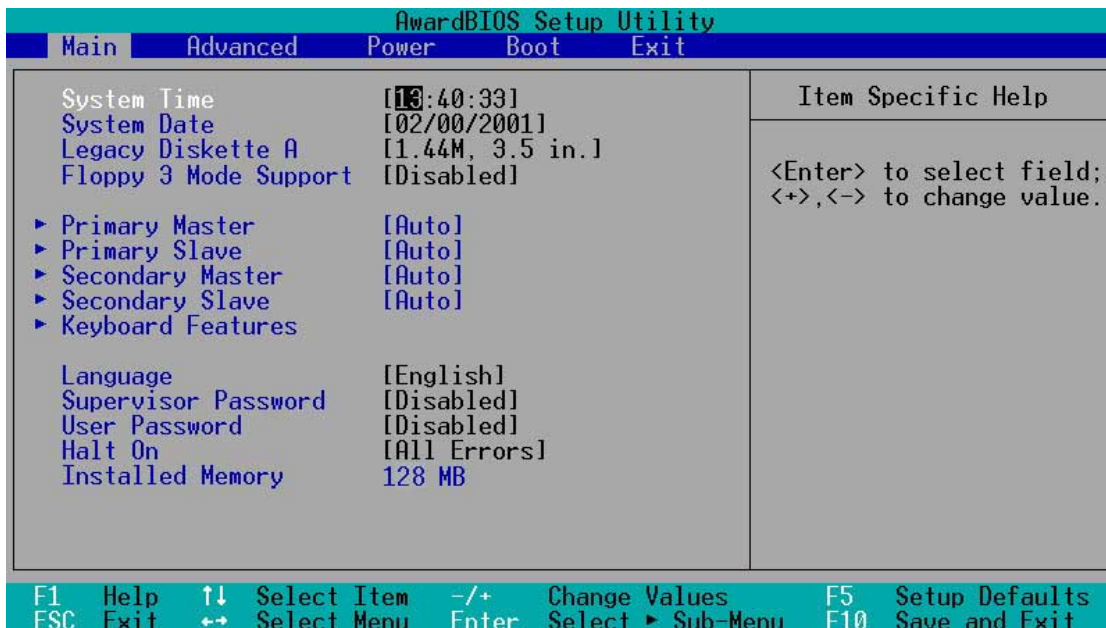 AwardBIOS Setup Utility
Main Advanced Power Boot Exit
System Time [13:40:33]
System Date [02/00/2001]
Legacy Diskette A [1.44M, 3.5 in.]
Floppy 3 Mode Support [Disabled]
▶ Primary Master [Auto]
▶ Primary Slave [Auto]
▶ Secondary Master [Auto]
▶ Secondary Slave [Auto]
▶ Keyboard Features
Language [English]
Supervisor Password [Disabled]
User Password [Disabled]
Halt On [All Errors]
Installed Memory 128 MB
Item Specific Help
<Enter> to select field;
<+>,<-> to change value.
F1 Help ↑↓ Select Item -/+ Change Values F5 Setup Defaults
ESC Exit ←→ Select Menu Enter Select ▶ Sub-Menu F10 Save and Exit